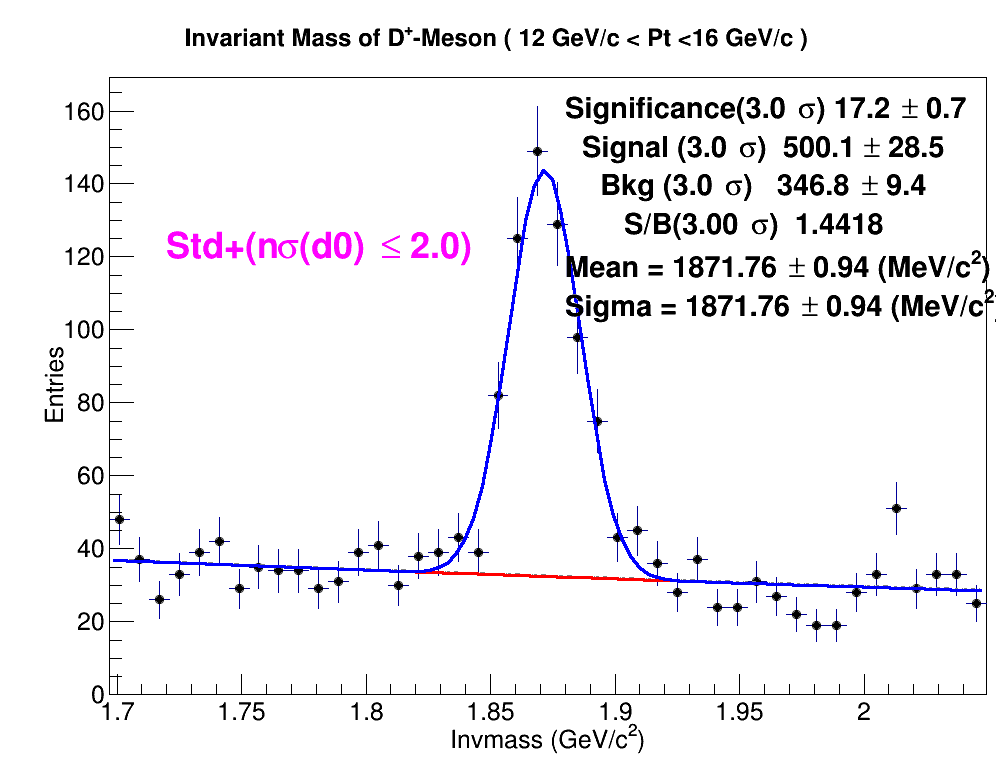 Invariant Mass of D⁺-Meson ( 12 GeV/c < Pt <16 GeV/c )
Significance(3.0 σ) 17.2 ± 0.7
Signal (3.0 σ) 500.1 ± 28.5
Bkg (3.0 σ) 346.8 ± 9.4
S/B(3.00 σ) 1.4418
Mean = 1871.76 ± 0.94 (MeV/c²)
Sigma = 1871.76 ± 0.94 (MeV/c²)
Std+(nσ(d0) ≤ 2.0)
Entries
160
140
120
100
80
60
40
20
0
1.7 1.75 1.8 1.85 1.9 1.95 2
Invmass (GeV/c²)